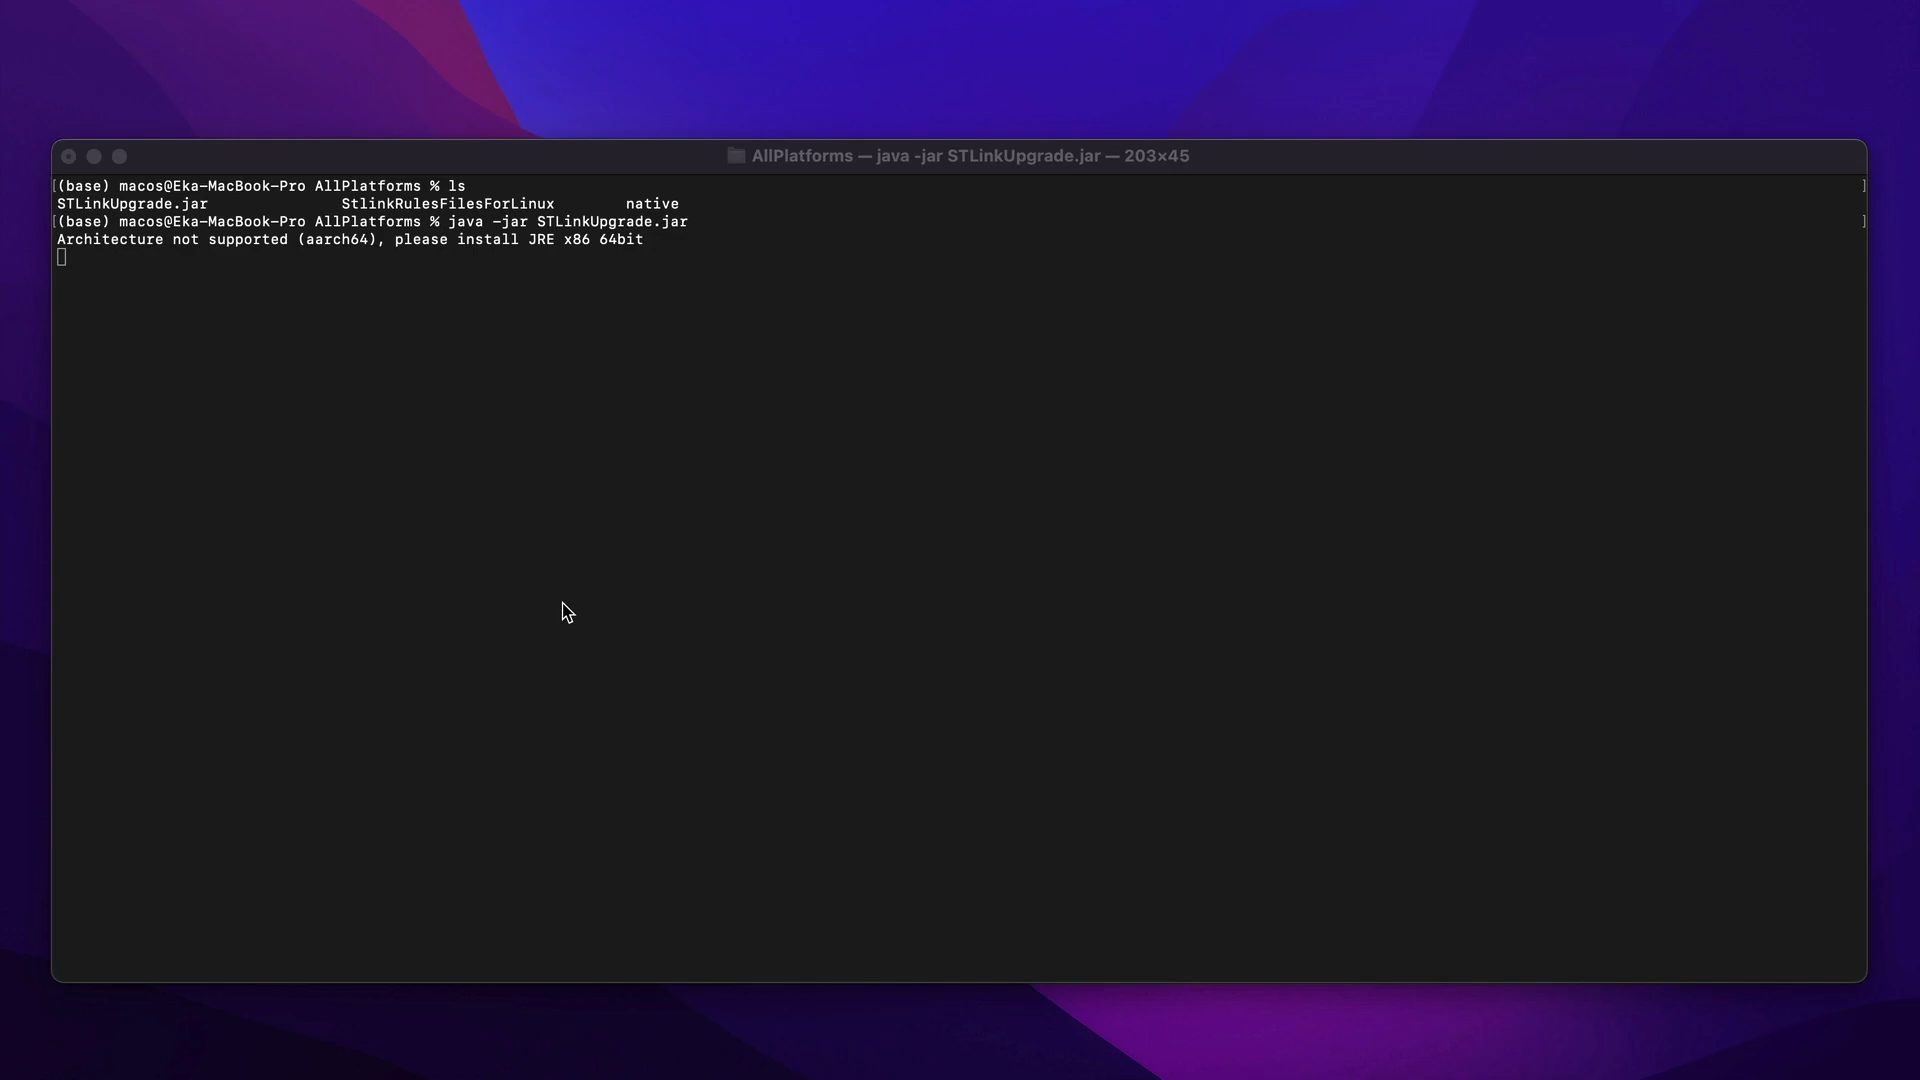 AllPlatforms — java -jar STLinkUpgrade.jar — 203×45
[(base) macos@Eka-MacBook-Pro AllPlatforms % ls ]
STLinkUpgrade.jar StlinkRulesFilesForLinux native
[(base) macos@Eka-MacBook-Pro AllPlatforms % java -jar STLinkUpgrade.jar ]
Architecture not supported (aarch64), please install JRE x86 64bit